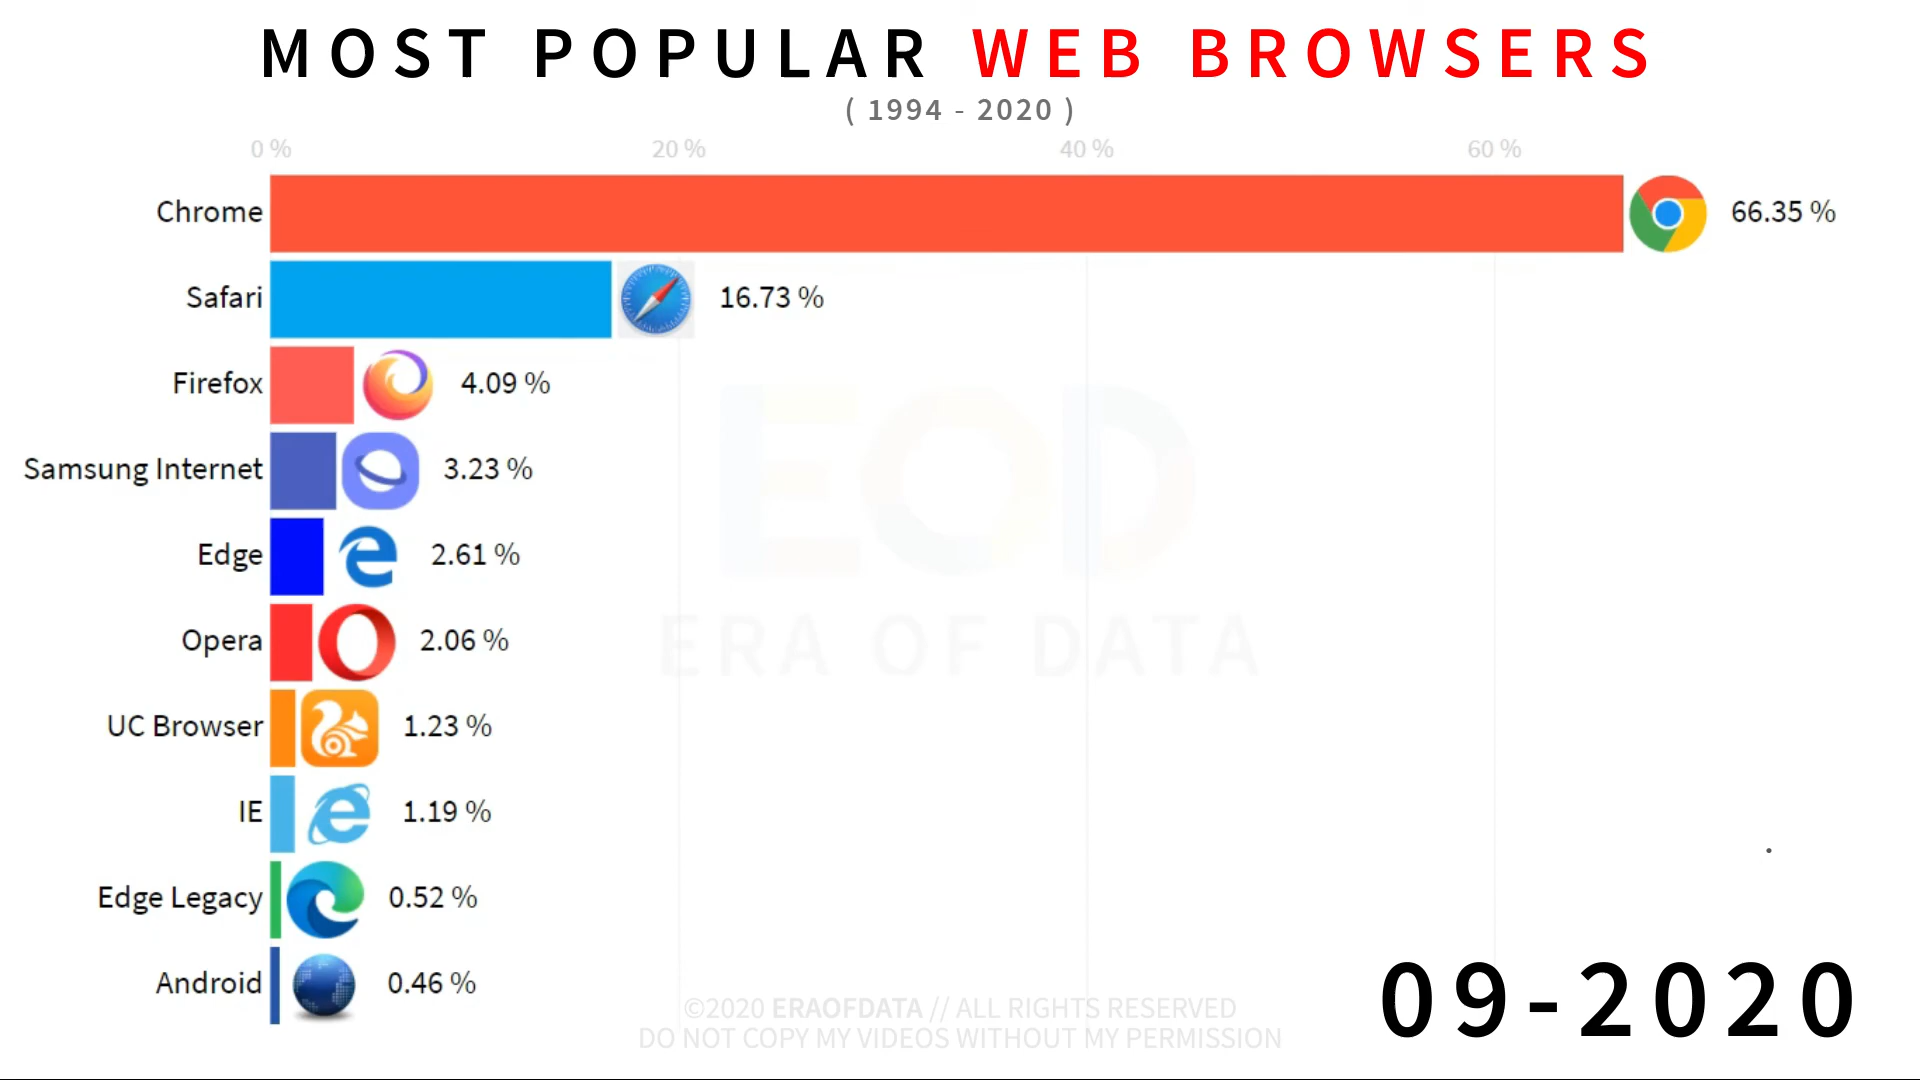 MOST POPULAR WEB BROWSERS
( 1994 - 2020 )
0 % 20 % 40 % 60 %
Chrome 66.35 %
Safari 16.73 %
Firefox 4.09 %
Samsung Internet 3.23 %
Edge 2.61 %
Opera 2.06 %
UC Browser 1.23 %
IE 1.19 %
Edge Legacy 0.52 %
Android 0.46 %
EOD
ERA OF DATA
©2020 ERAOFDATA // ALL RIGHTS RESERVED
DO NOT COPY MY VIDEOS WITHOUT MY PERMISSION
09-2020